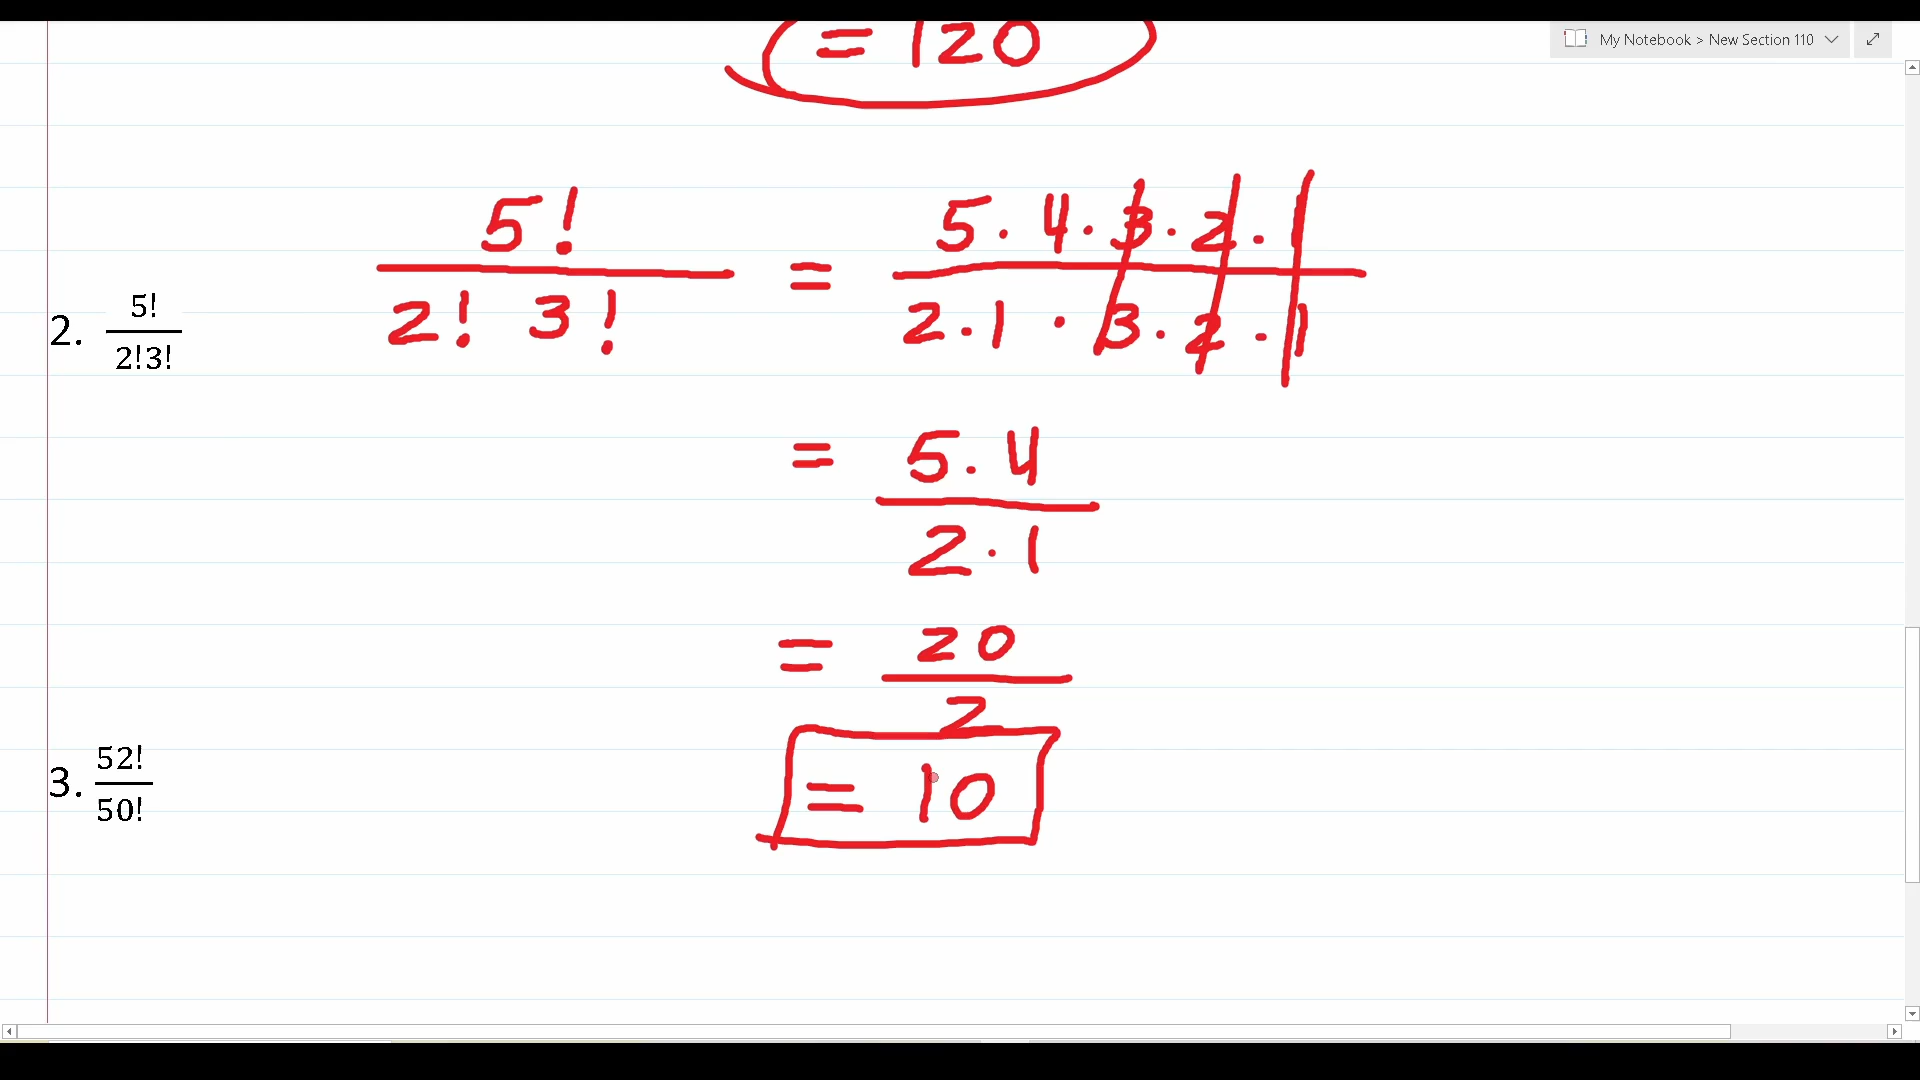 = 120
My Notebook > New Section 110
2. 5!/2!3!
5!/2! 3! = 5 · 4 · 3 · 2 · 1/2 · 1 · 3 · 2 · 1
= 5 · 4/2 · 1
= 20/2
= 10
3. 52!/50!